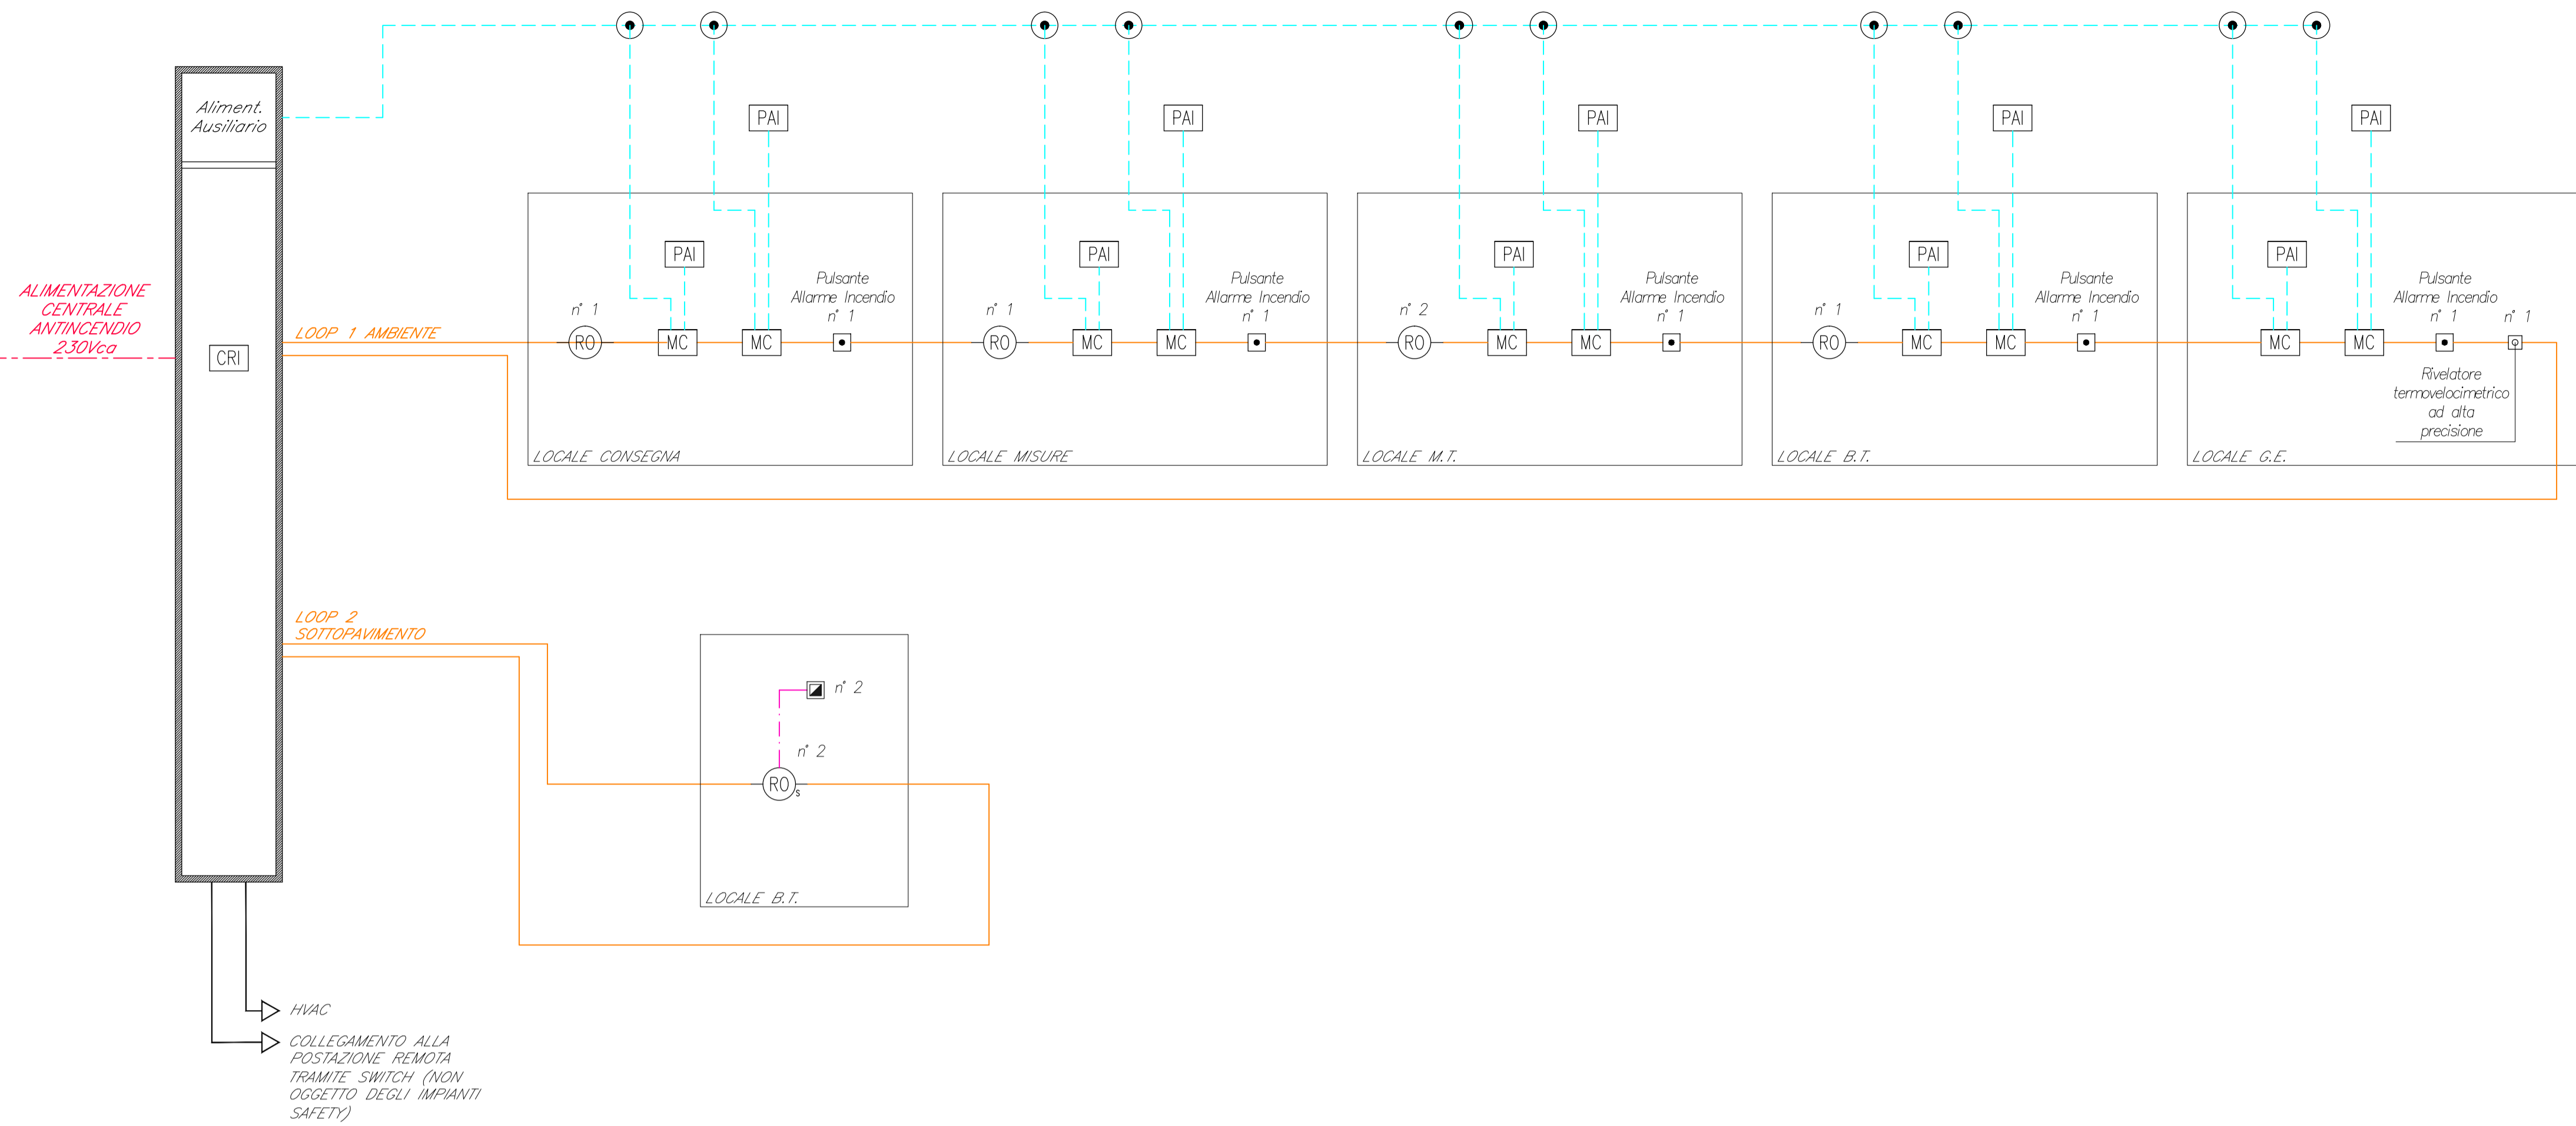 Aliment.
Ausiliario
ALIMENTAZIONE
CENTRALE
ANTINCENDIO
230Vca
CRI
LOOP 1 AMBIENTE
PAI
PAI
n° 1
RO
MC
MC
Pulsante
Allarme Incendio
n° 1
LOCALE CONSEGNA
PAI
PAI
n° 1
RO
MC
MC
Pulsante
Allarme Incendio
n° 1
LOCALE MISURE
PAI
PAI
n° 2
RO
MC
MC
Pulsante
Allarme Incendio
n° 1
LOCALE M.T.
PAI
PAI
n° 1
RO
MC
MC
Pulsante
Allarme Incendio
n° 1
LOCALE B.T.
PAI
PAI
MC
MC
Pulsante
Allarme Incendio
n° 1
n° 1
Rivelatore
termovelocimetrico
ad alta
precisione
LOCALE G.E.
LOOP 2
SOTTOPAVIMENTO
n° 2
n° 2
RO
s
LOCALE B.T.
HVAC
COLLEGAMENTO ALLA
POSTAZIONE REMOTA
TRAMITE SWITCH (NON
OGGETTO DEGLI IMPIANTI
SAFETY)